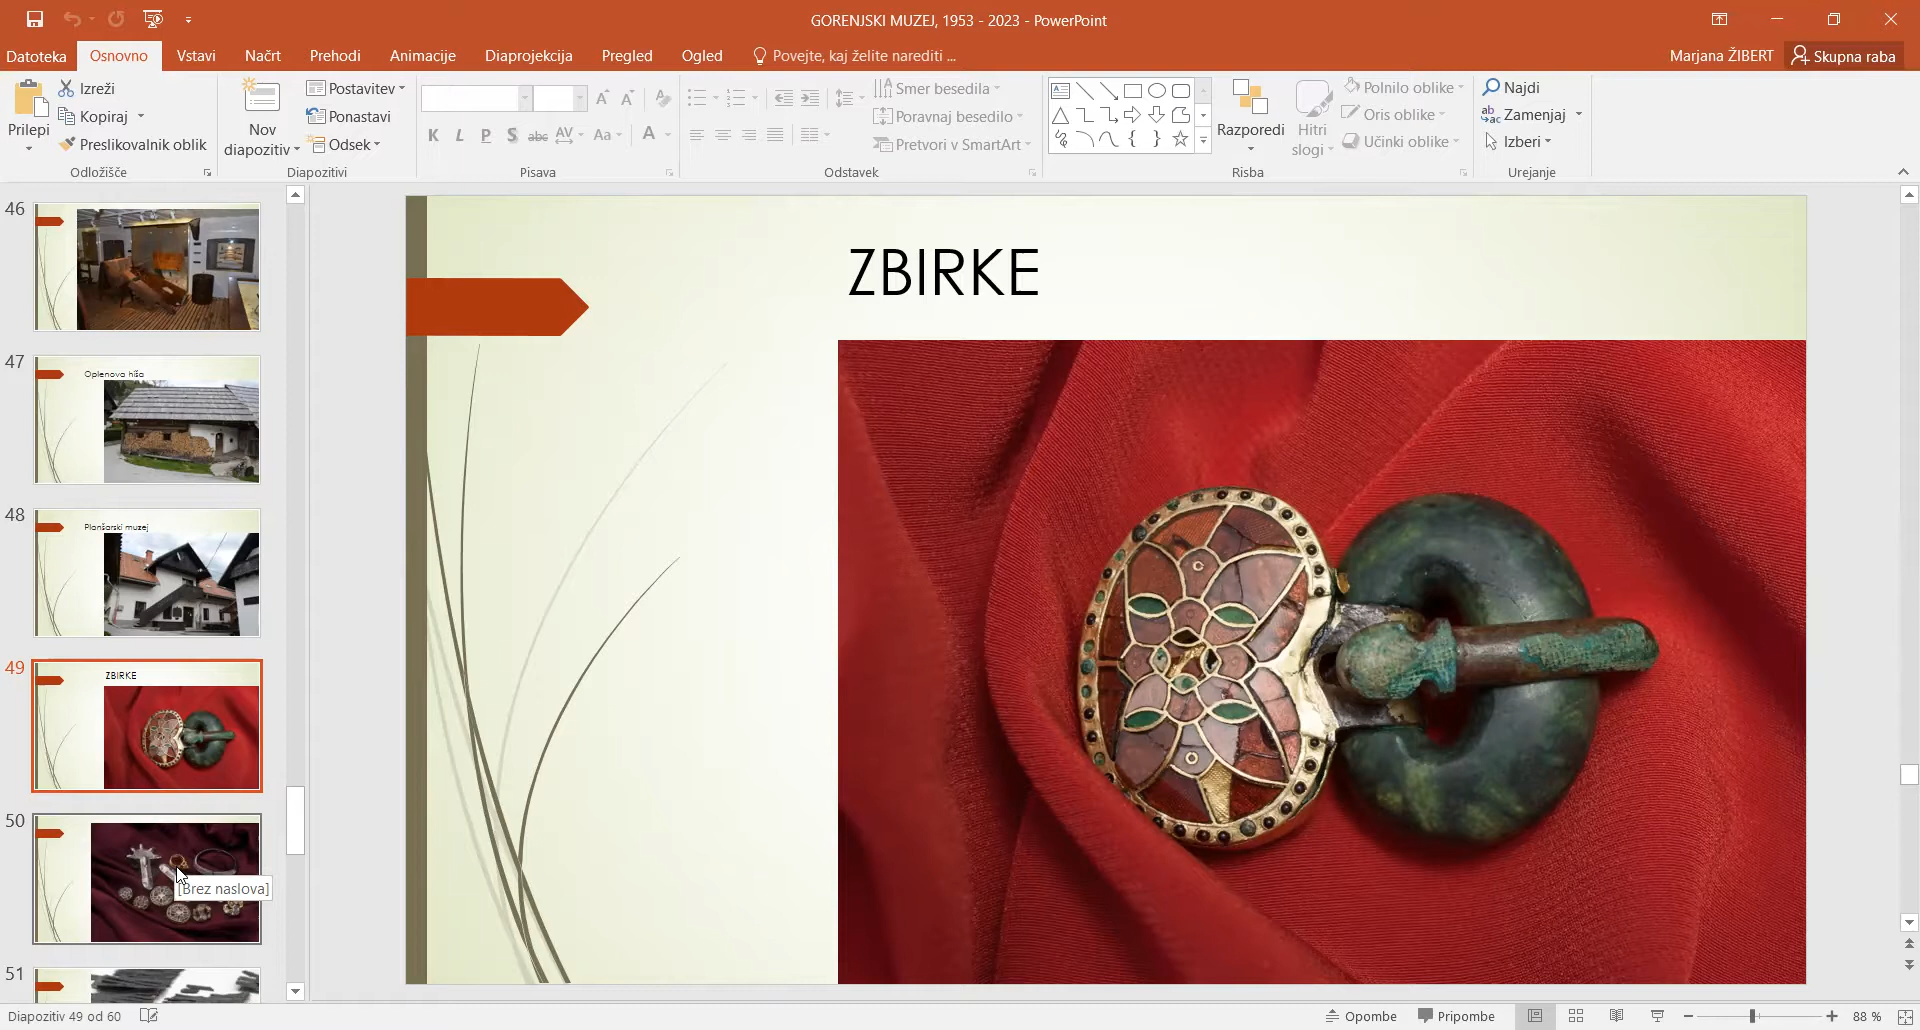 GORENJSKI MUZEJ, 1953 - 2023 - PowerPoint
Datoteka Osnovno Vstavi Načrt Prehodi Animacije Diaprojekcija Pregled Ogled Povejte, kaj želite narediti ... Marjana ŽIBERT Skupna raba
Prilepi
Izreži
Kopiraj
Preslikovalnik oblik
Odložišče
Nov
diapozitiv
Postavitev
Ponastavi
Odsek
Diapozitivi
K L P S abc AV Aa A
Pisava
Smer besedila
Poravnaj besedilo
Pretvori v SmartArt
Odstavek
Razporedi
Hitri
slogi
Polnilo oblike
Oris oblike
Učinki oblike
Risba
Najdi
Zamenjaj
Izberi
Urejanje
46
47
Oplenova hiša
48
Planšarski muzej
49
ZBIRKE
50
[Brez naslova]
51
ZBIRKE
Diapozitiv 49 od 60
Opombe Pripombe 88 %